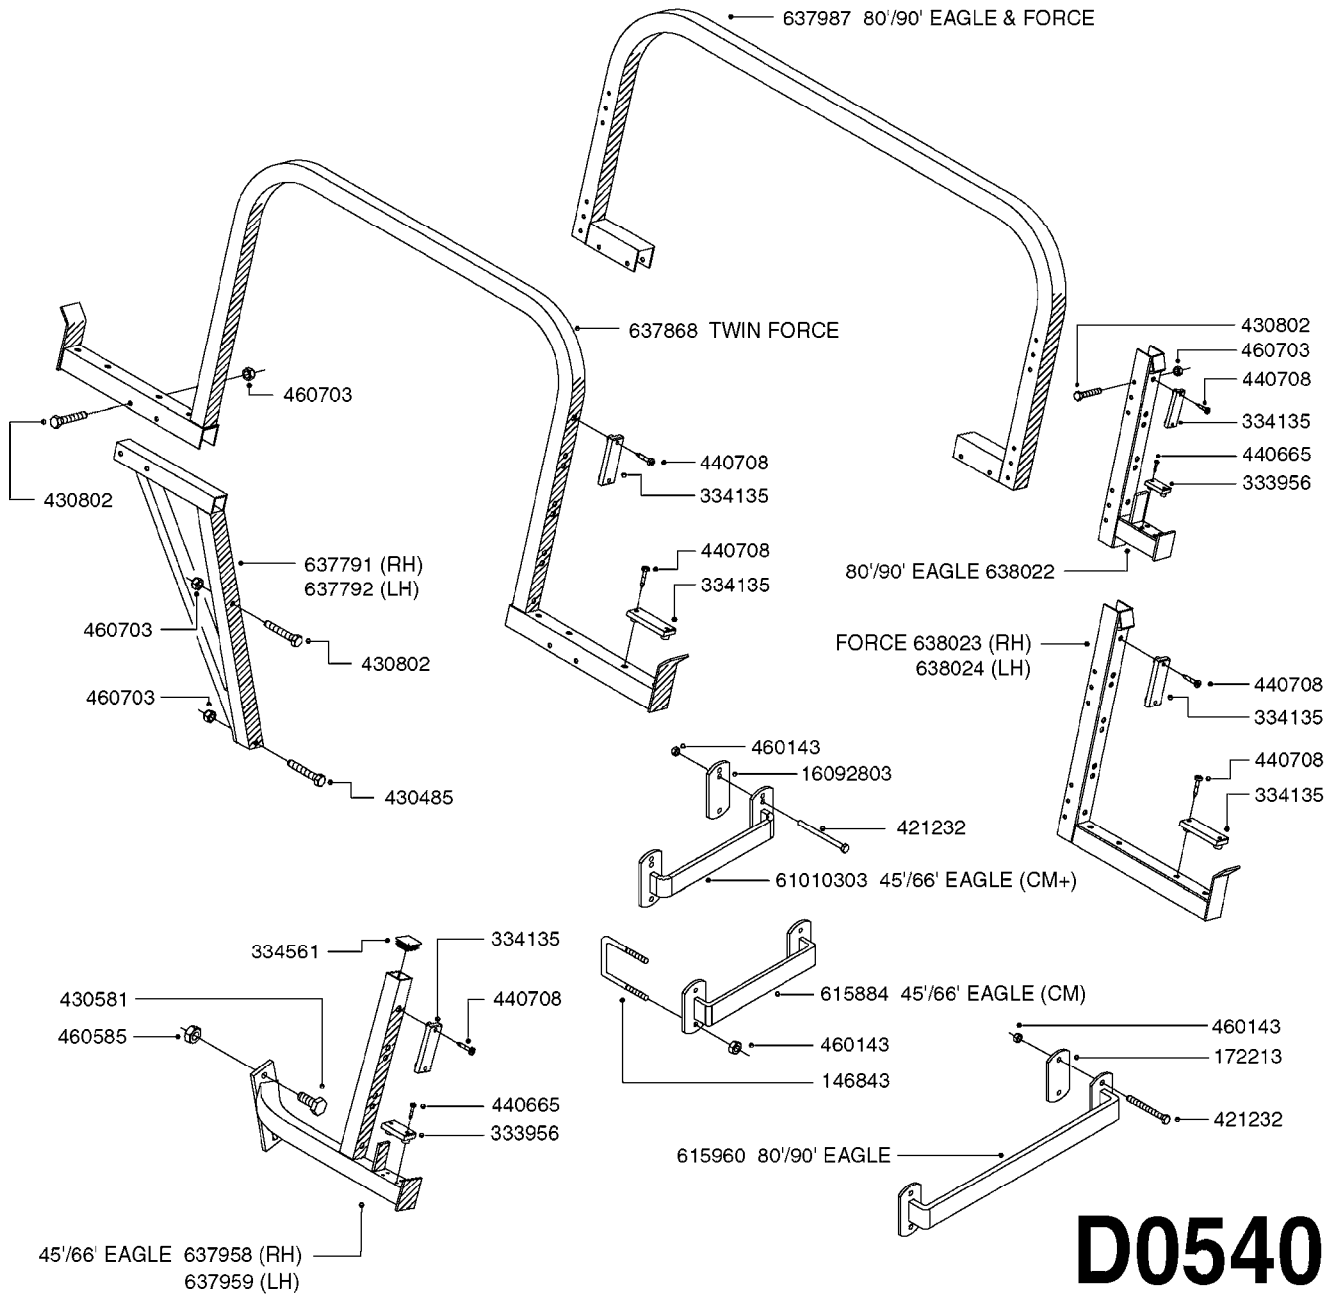 637987 80'/90' EAGLE & FORCE
637868 TWIN FORCE
460703
430802
440708
334135
440708
334135
637791 (RH)
637792 (LH)
460703
430802
460703
430485
430802
460703
440708
334135
440665
333956
80'/90' EAGLE 638022
FORCE 638023 (RH)
638024 (LH)
440708
334135
440708
334135
460143
16092803
421232
61010303 45'/66' EAGLE (CM+)
334561
334135
430581
440708
460585
440665
333956
615884 45'/66' EAGLE (CM)
460143
146843
460143
172213
421232
615960 80'/90' EAGLE
45'/66' EAGLE 637958 (RH)
637959 (LH)
D0540